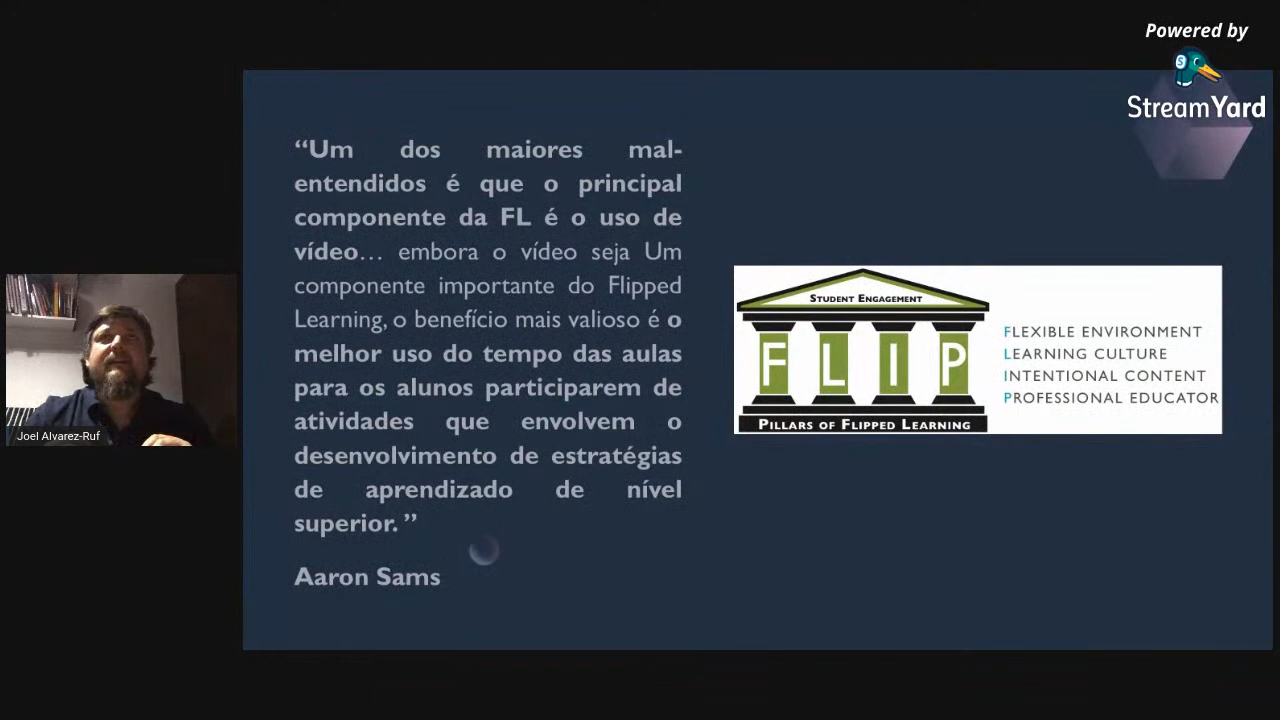 Powered by
StreamYard
“Um dos maiores mal-
entendidos é que o principal
componente da FL é o uso de
vídeo… embora o vídeo seja Um
componente importante do Flipped
Learning, o benefício mais valioso é o
melhor uso do tempo das aulas
para os alunos participarem de
atividades que envolvem o
desenvolvimento de estratégias
de aprendizado de nível
superior. ”
Aaron Sams
STUDENT ENGAGEMENT
F L I P
PILLARS OF FLIPPED LEARNING
FLEXIBLE ENVIRONMENT
LEARNING CULTURE
INTENTIONAL CONTENT
PROFESSIONAL EDUCATOR
Joel Alvarez-Ruf